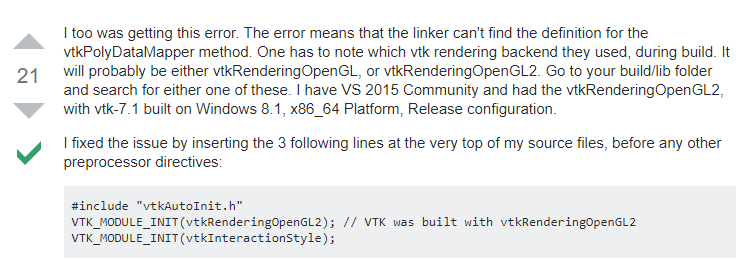 I too was getting this error. The error means that the linker can't find the definition for the
vtkPolyDataMapper method. One has to note which vtk rendering backend they used, during build. It
will probably be either vtkRenderingOpenGL, or vtkRenderingOpenGL2. Go to your build/lib folder
21
and search for either one of these. I have VS 2015 Community and had the vtkRenderingOpenGL2,
with vtk-7.1 built on Windows 8.1, x86_64 Platform, Release configuration.
I fixed the issue by inserting the 3 following lines at the very top of my source files, before any other
preprocessor directives:
#include "vtkAutoInit.h"
VTK_MODULE_INIT(vtkRenderingOpenGL2); // VTK was built with vtkRenderingOpenGL2
VTK_MODULE_INIT(vtkInteractionStyle);